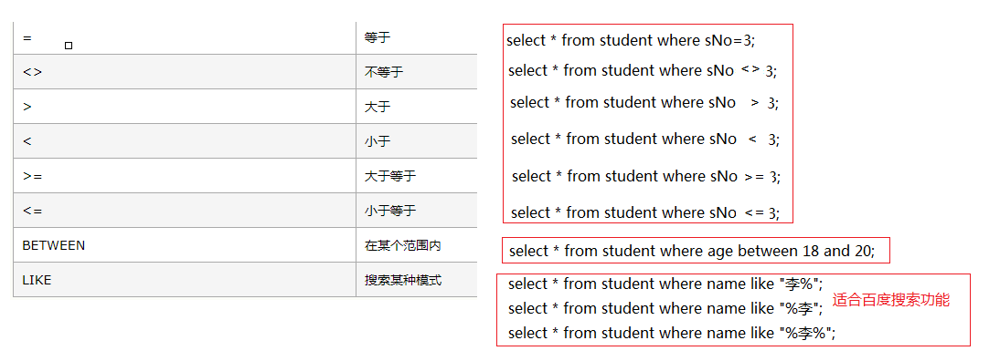 = 等于
<> 不等于
> 大于
< 小于
>= 大于等于
<= 小于等于
BETWEEN 在某个范围内
LIKE 搜索某种模式
select * from student where sNo=3;
select * from student where sNo <> 3;
select * from student where sNo > 3;
select * from student where sNo < 3;
select * from student where sNo >= 3;
select * from student where sNo <= 3;
select * from student where age between 18 and 20;
select * from student where name like "李%";
select * from student where name like "%李";
select * from student where name like "%李%";
适合百度搜索功能